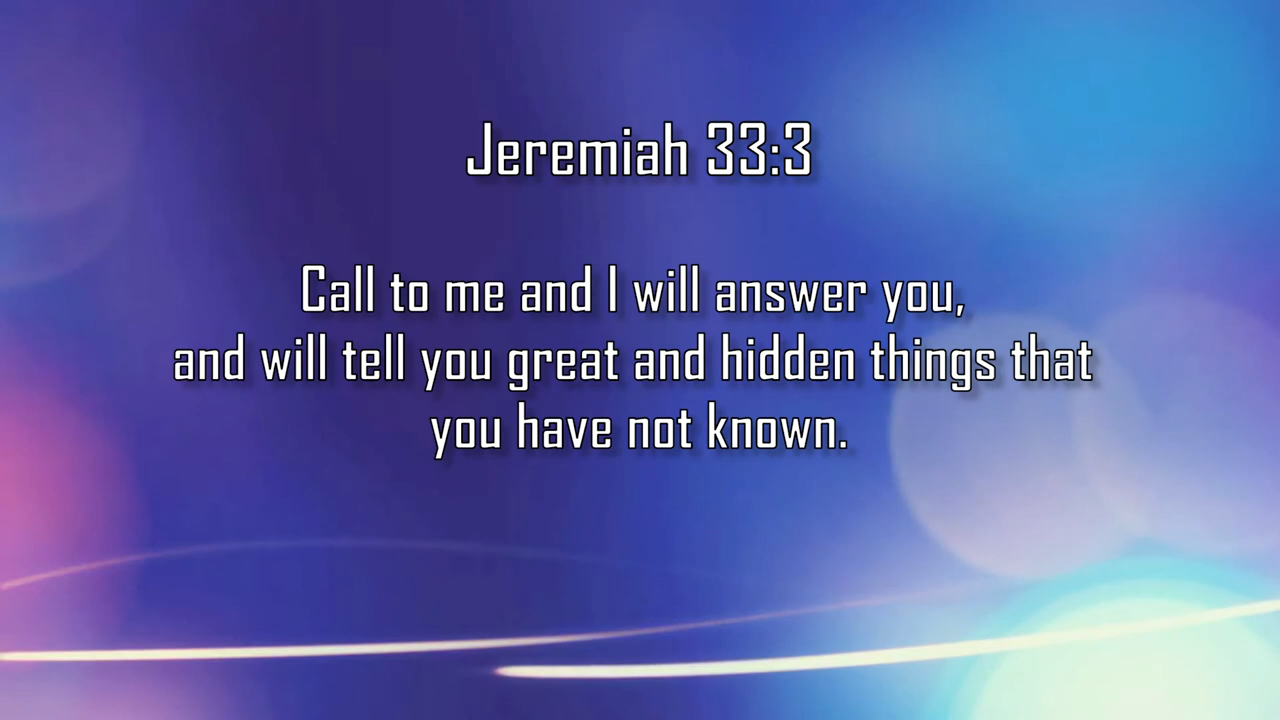 Jeremiah 33:3
Call to me and I will answer you,
and will tell you great and hidden things that
you have not known.